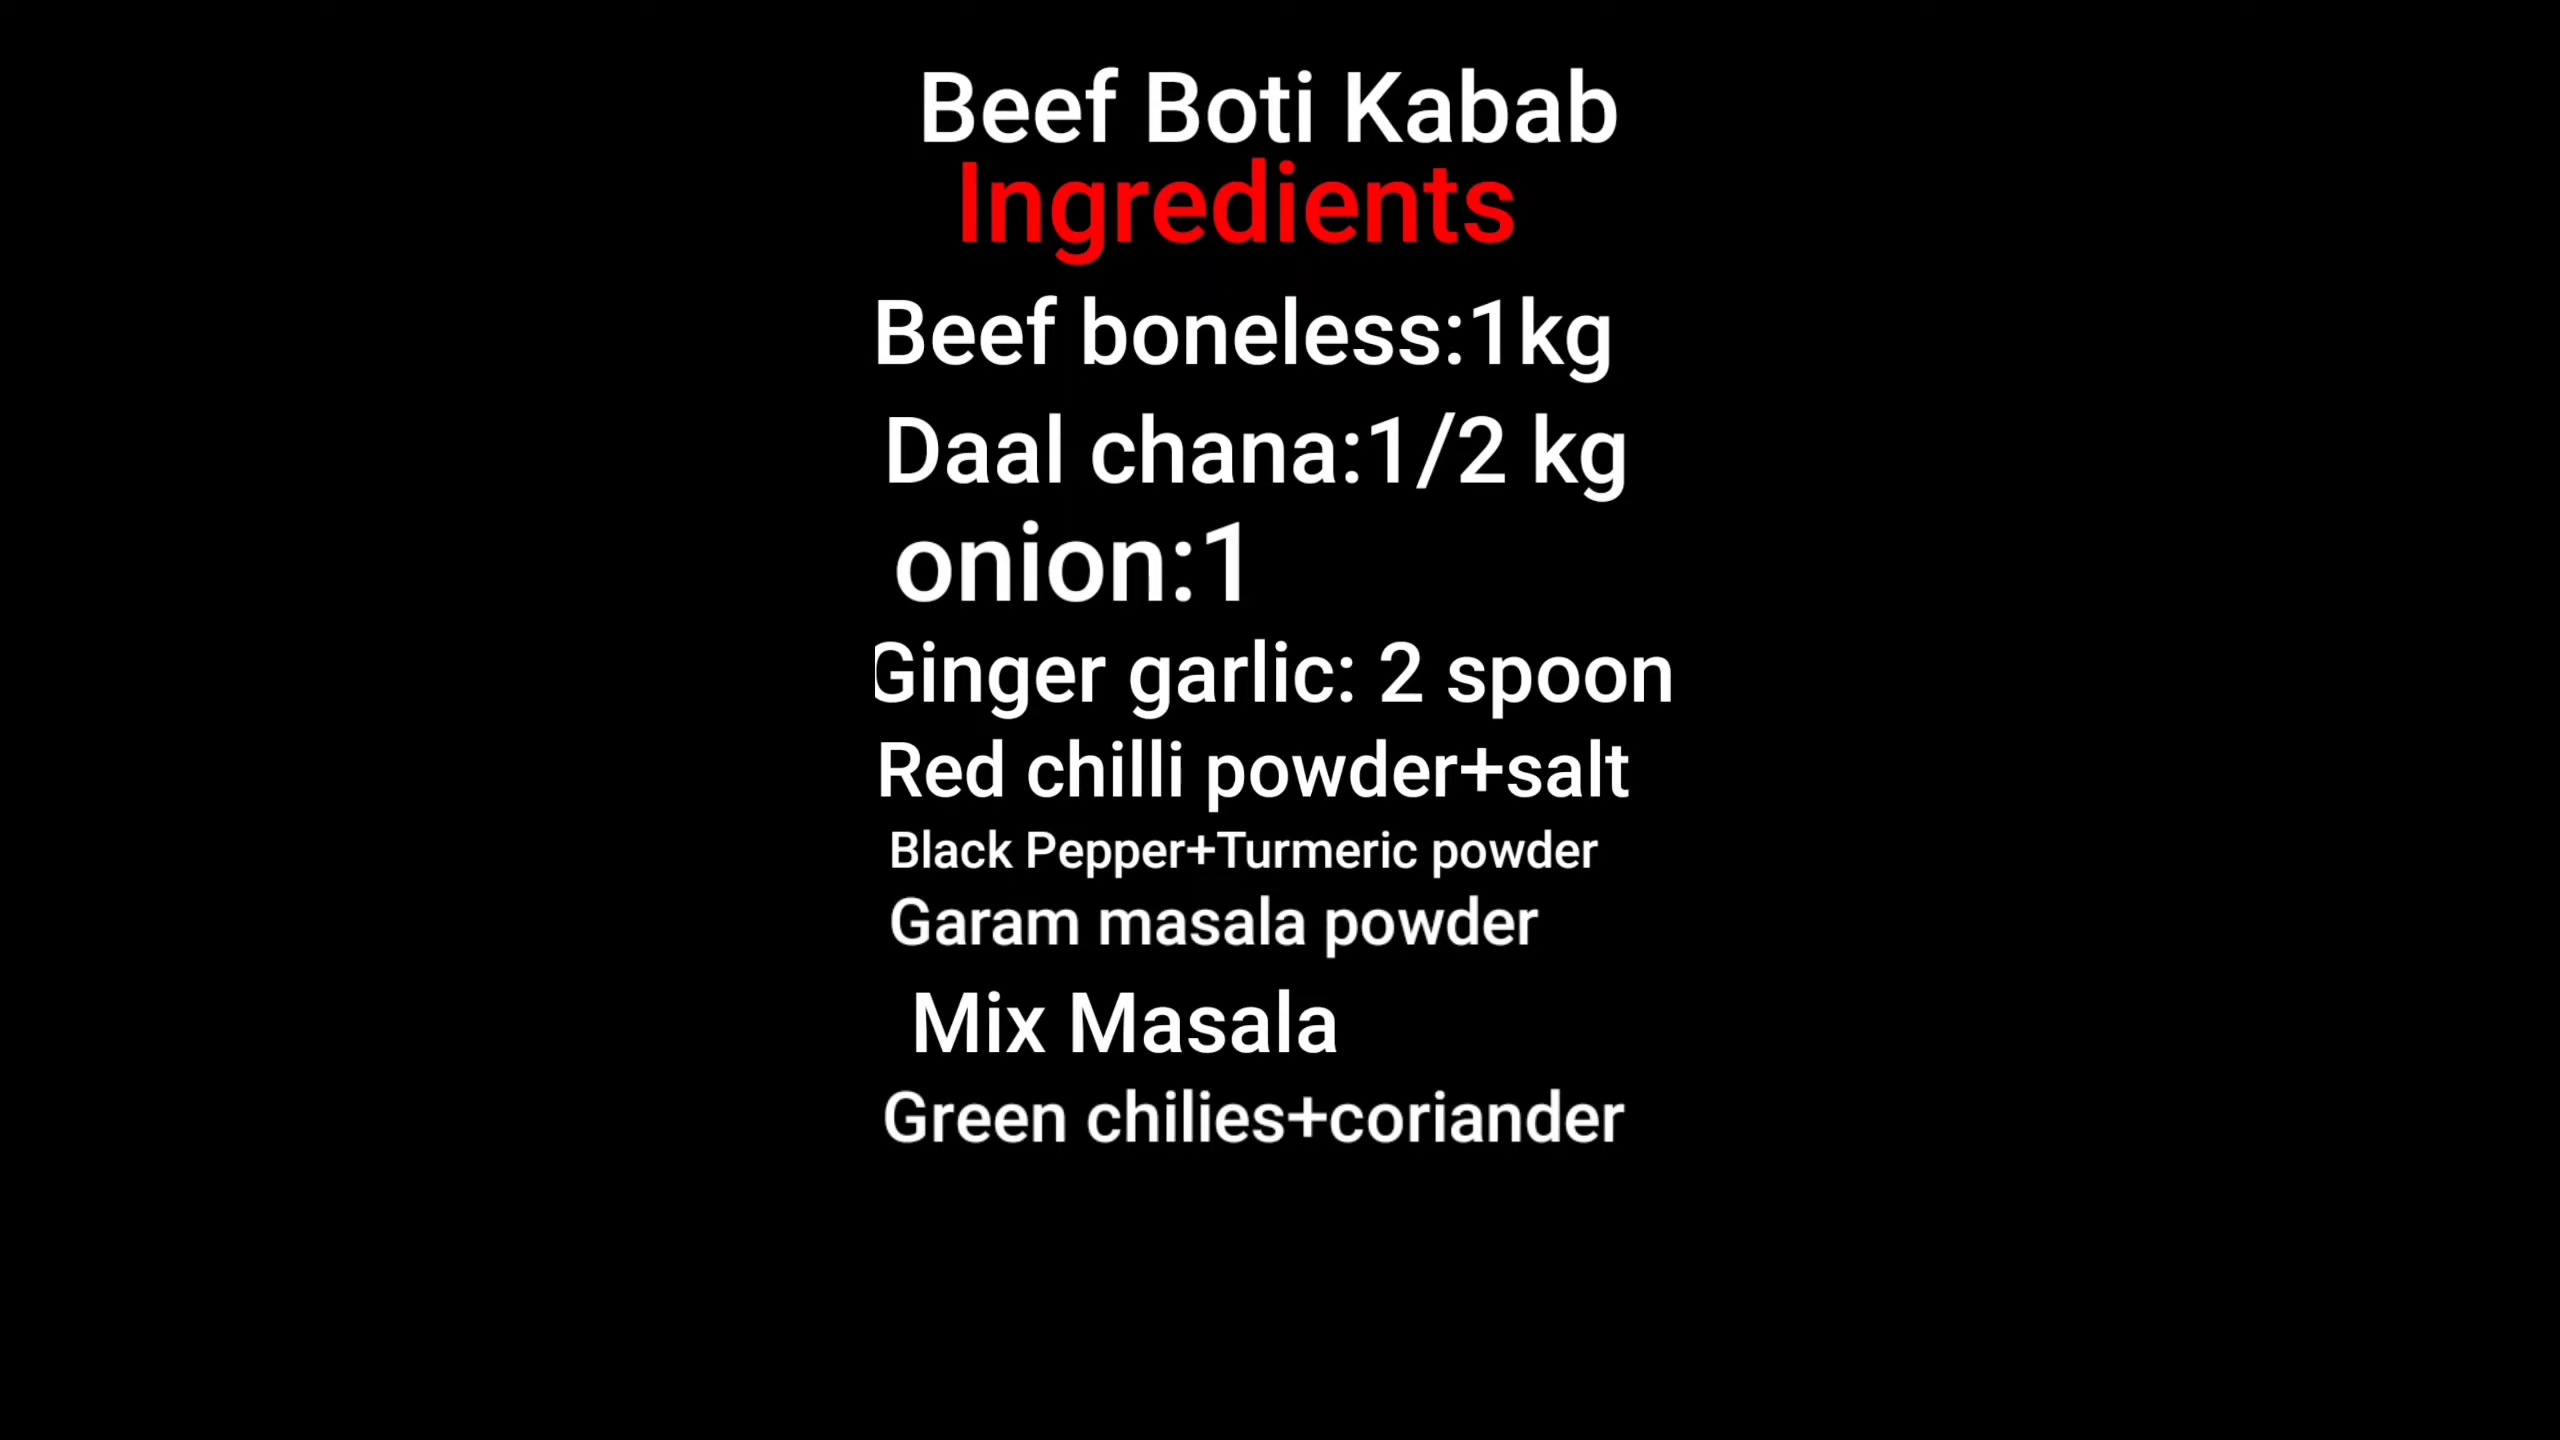 Beef Boti Kabab
Ingredients
Beef boneless:1kg
Daal chana:1/2 kg
onion:1
Ginger garlic: 2 spoon
Red chilli powder+salt
Black Pepper+Turmeric powder
Garam masala powder
Mix Masala
Green chilies+coriander